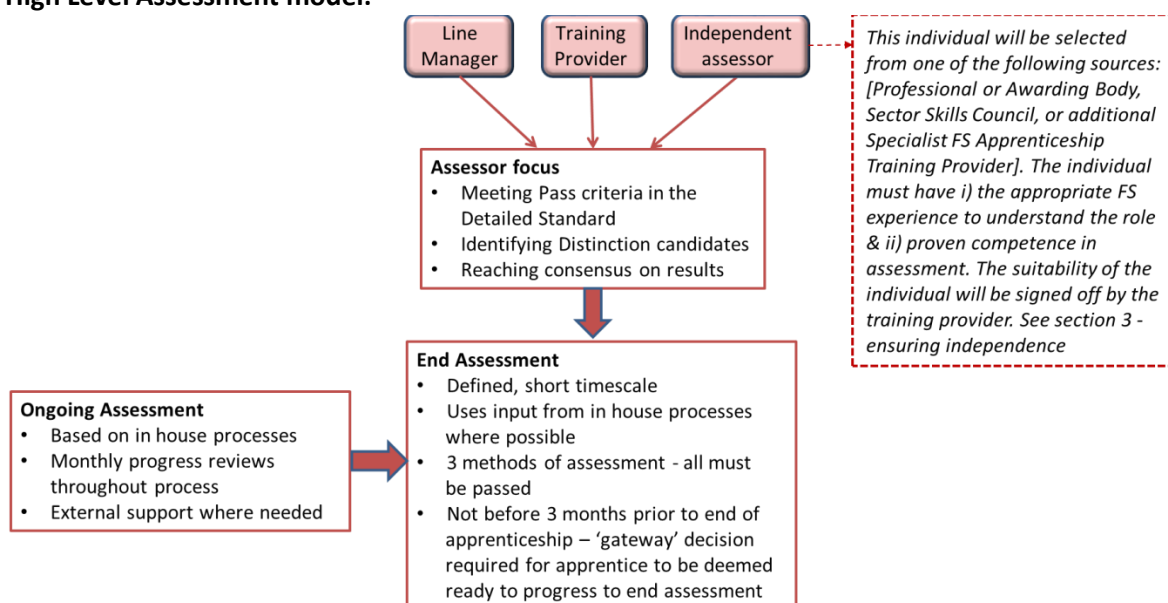 High Level Assessment model:
Line
Manager
Training
Provider
Independent
assessor
This individual will be selected
from one of the following sources:
[Professional or Awarding Body,
Sector Skills Council, or additional
Specialist FS Apprenticeship
Training Provider]. The individual
must have i) the appropriate FS
experience to understand the role
& ii) proven competence in
assessment. The suitability of the
individual will be signed off by the
training provider. See section 3 -
ensuring independence
Assessor focus
• Meeting Pass criteria in the
Detailed Standard
• Identifying Distinction candidates
• Reaching consensus on results
End Assessment
• Defined, short timescale
• Uses input from in house processes
where possible
• 3 methods of assessment - all must
be passed
• Not before 3 months prior to end of
apprenticeship – ‘gateway’ decision
required for apprentice to be deemed
ready to progress to end assessment
Ongoing Assessment
• Based on in house processes
• Monthly progress reviews
throughout process
• External support where needed